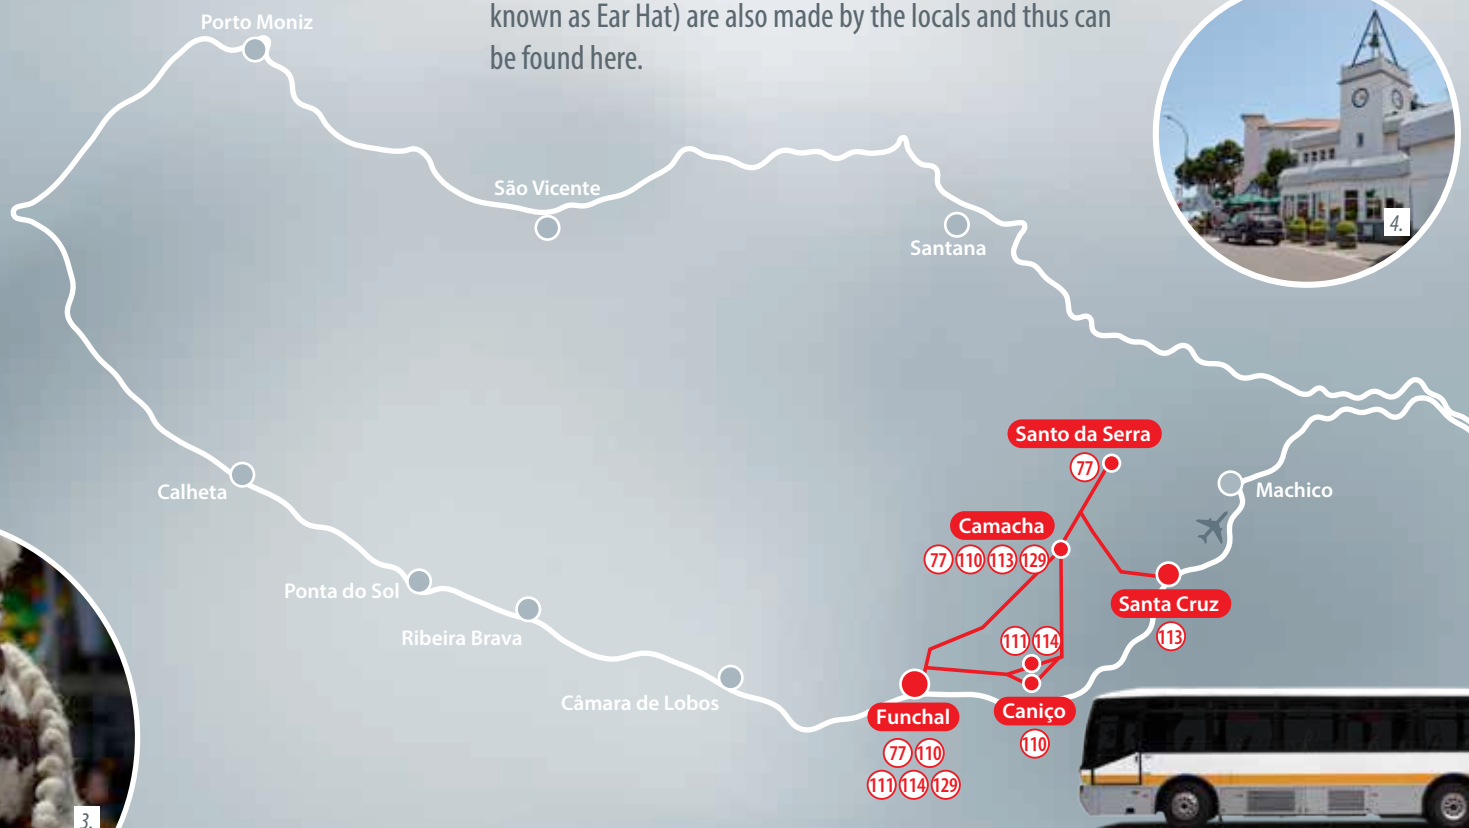 known as Ear Hat) are also made by the locals and thus can
be found here.
Porto Moniz
São Vicente
Santana
4.
Santo da Serra
77
Machico
Calheta
Camacha
77 110 113 129
Ponta do Sol
Santa Cruz
113
Ribeira Brava
111 114
Câmara de Lobos
Funchal
77 110
111 114 129
Caniço
110
3.